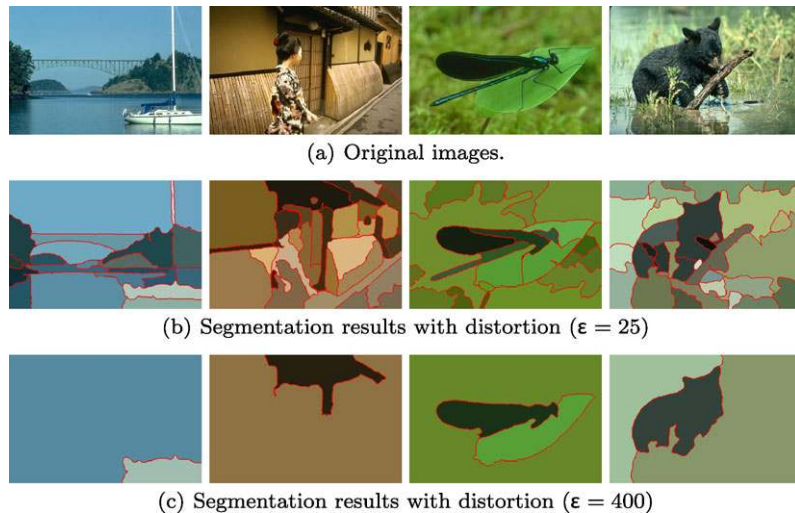 (a) Original images.
(b) Segmentation results with distortion (ε = 25)
(c) Segmentation results with distortion (ε = 400)